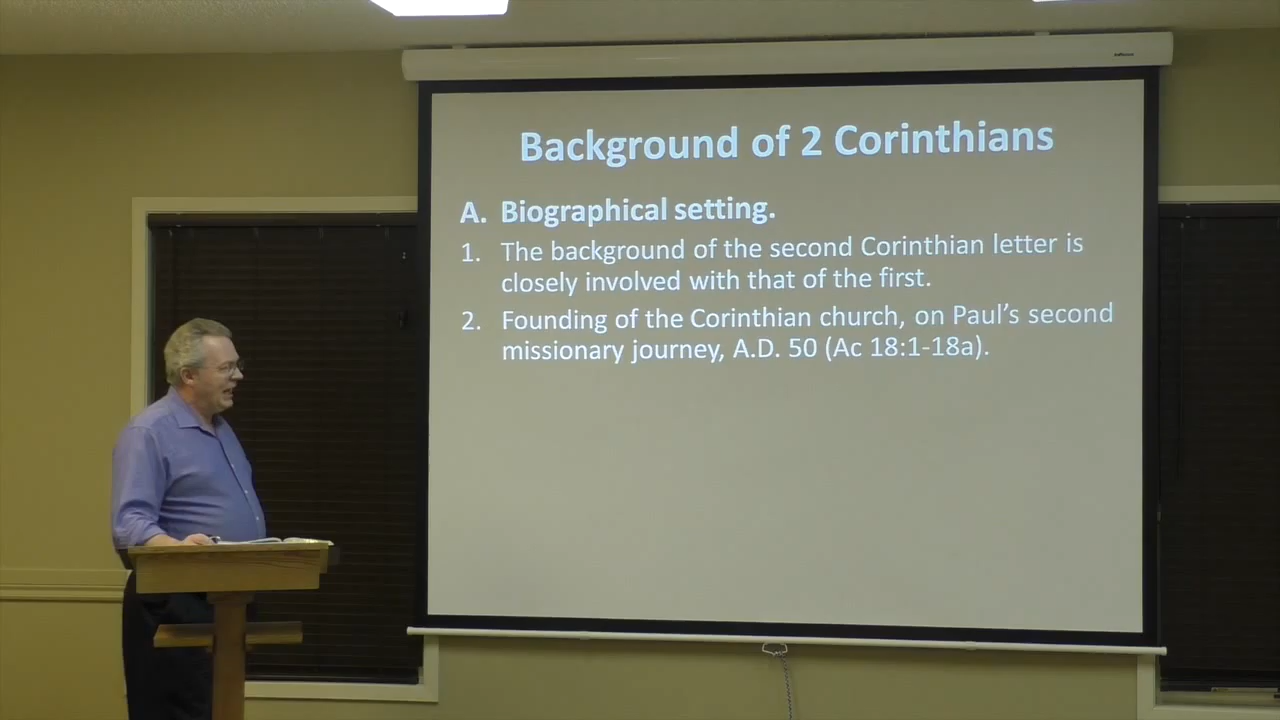 Background of 2 Corinthians
A. Biographical setting.
1. The background of the second Corinthian letter is
closely involved with that of the first.
2. Founding of the Corinthian church, on Paul's second
missionary journey, A.D. 50 (Ac 18:1-18a).